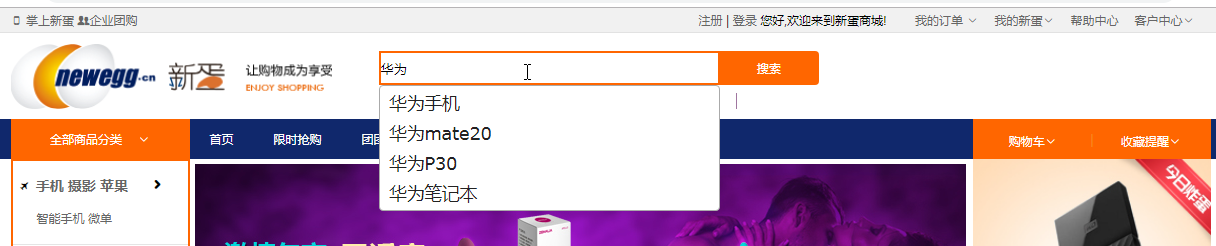 掌上新蛋 企业团购 注册 | 登录 您好,欢迎来到新蛋商城! 我的订单 我的新蛋 帮助中心 客户中心
newegg.cn 新蛋 让购物成为享受
ENJOY SHOPPING
华为 搜索
华为手机
华为mate20
华为P30
华为笔记本
全部商品分类 首页 限时抢购 团 购物车 收藏提醒
手机 摄影 苹果
智能手机 微单
今日炸蛋